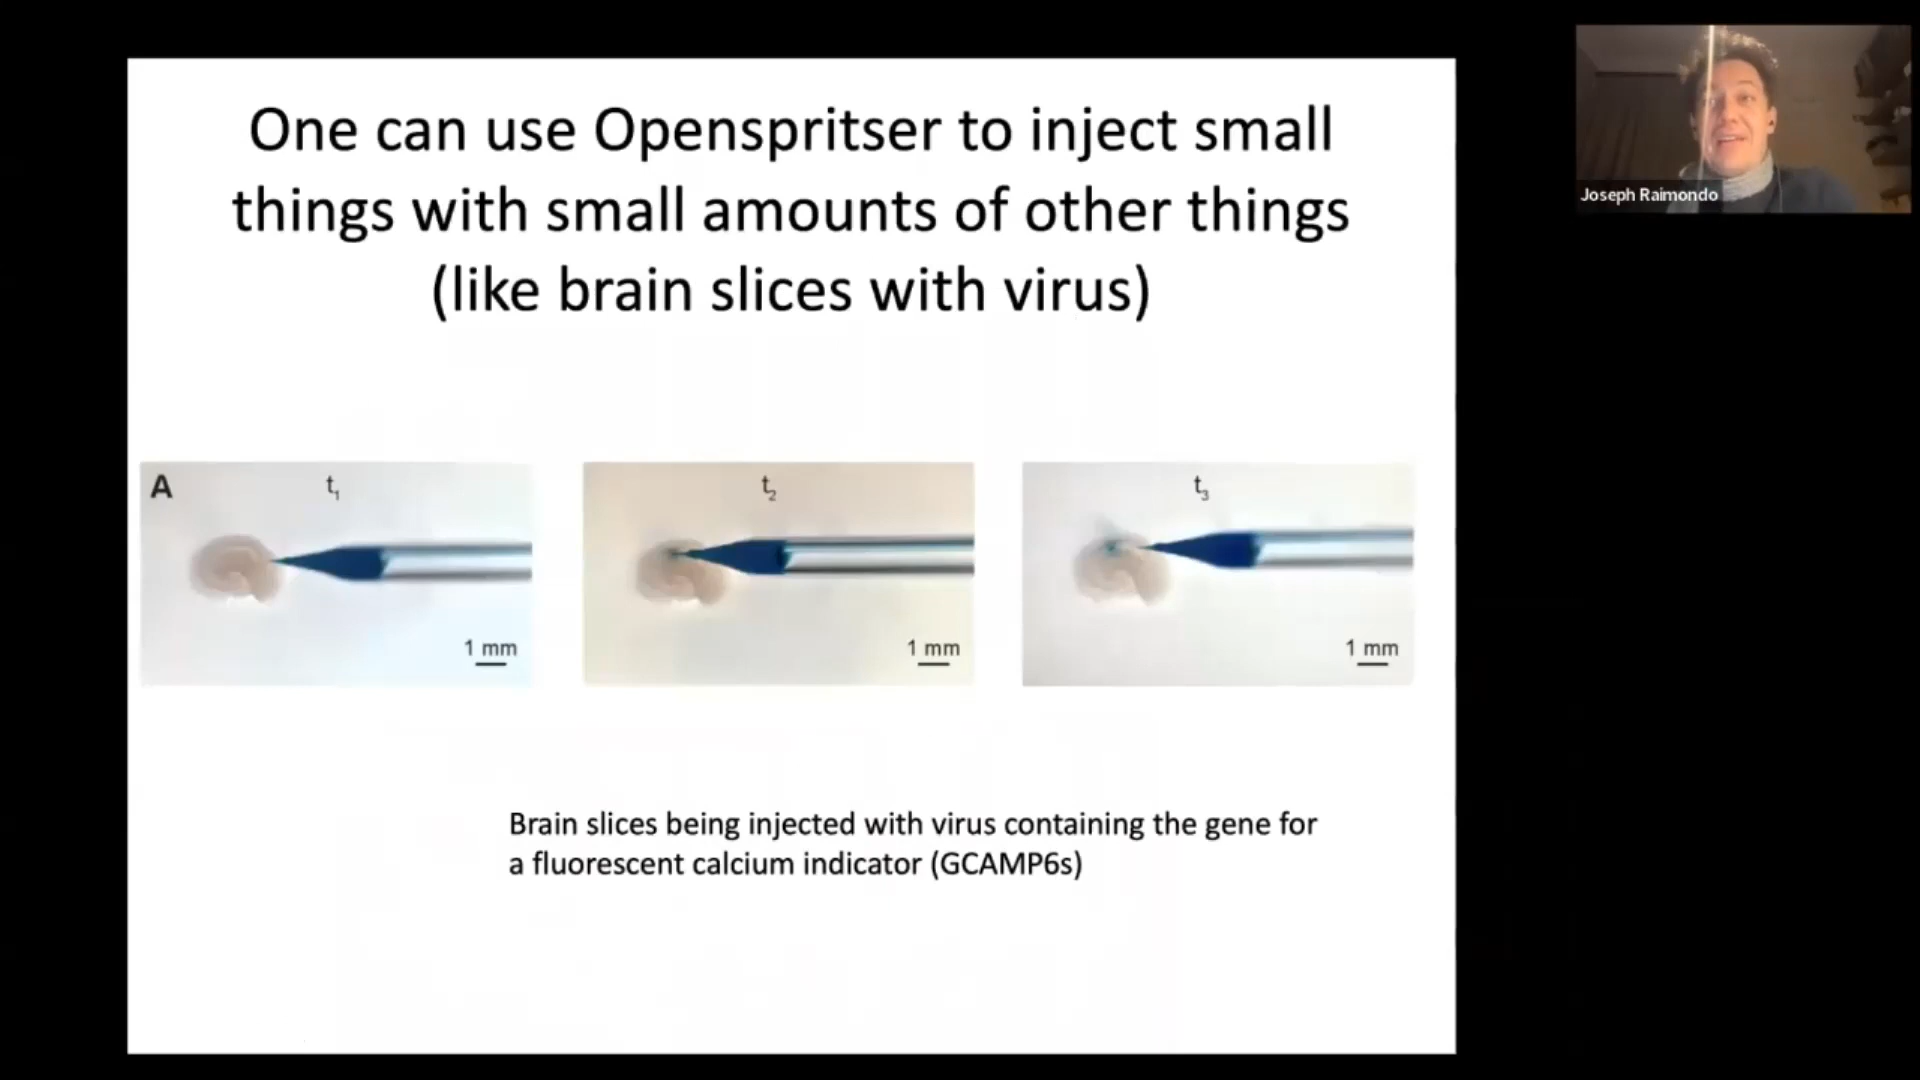 One can use Openspritser to inject small
things with small amounts of other things
(like brain slices with virus)
Joseph Raimondo
A
t1
t2
t3
1 mm
1 mm
1 mm
Brain slices being injected with virus containing the gene for
a fluorescent calcium indicator (GCAMP6s)